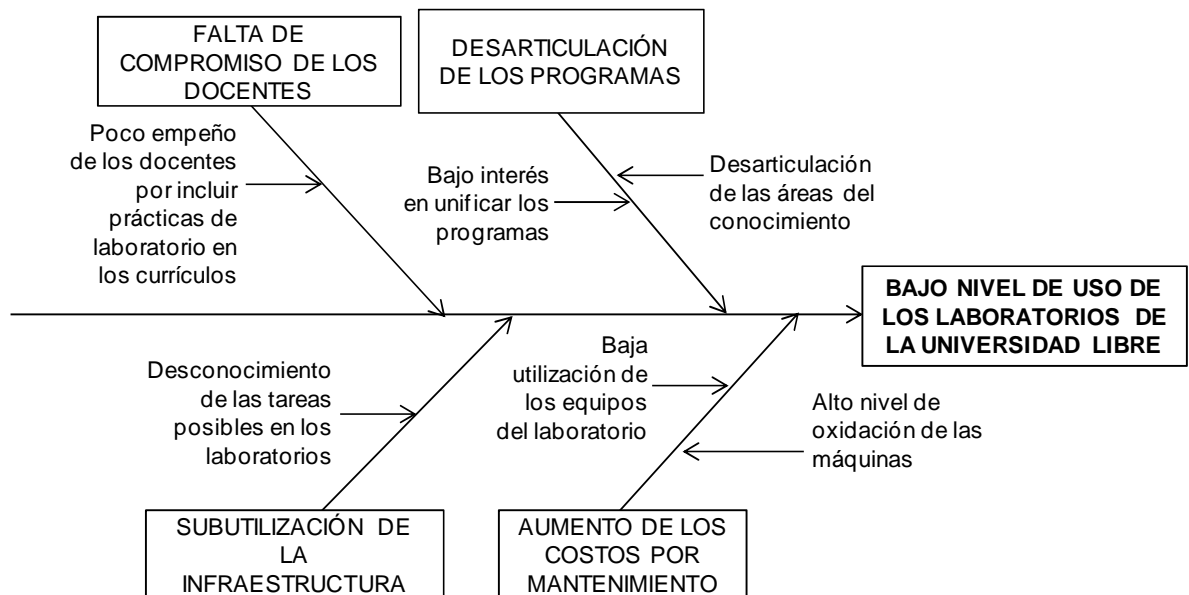 FALTA DE
COMPROMISO DE LOS
DOCENTES
DESARTICULACIÓN
DE LOS PROGRAMAS
Poco empeño
de los docentes
por incluir
prácticas de
laboratorio en
los currículos
Bajo interés
en unificar los
programas
Desarticulación
de las áreas del
conocimiento
BAJO NIVEL DE USO DE
LOS LABORATORIOS DE
LA UNIVERSIDAD LIBRE
Desconocimiento
de las tareas
posibles en los
laboratorios
Baja
utilización de
los equipos
del laboratorio
Alto nivel de
oxidación de las
máquinas
SUBUTILIZACIÓN DE
LA
INFRAESTRUCTURA
AUMENTO DE LOS
COSTOS POR
MANTENIMIENTO